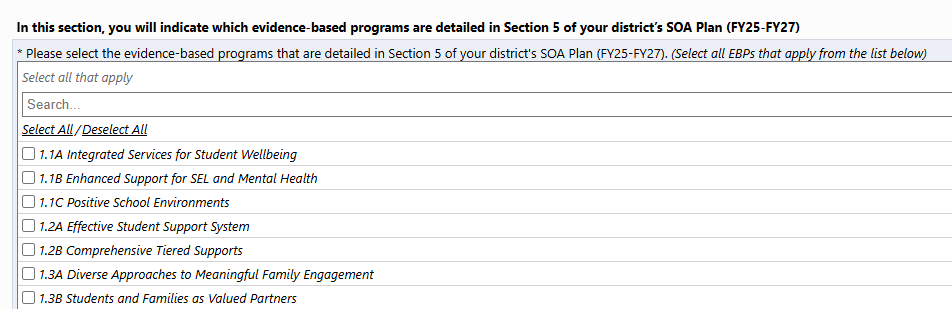 In this section, you will indicate which evidence-based programs are detailed in Section 5 of your district's SOA Plan (FY25-FY27)
* Please select the evidence-based programs that are detailed in Section 5 of your district's SOA Plan (FY25-FY27). (Select all EBPs that apply from the list below)
Select all that apply
Search...
Select All / Deselect All
1.1A Integrated Services for Student Wellbeing
1.1B Enhanced Support for SEL and Mental Health
1.1C Positive School Environments
1.2A Effective Student Support System
1.2B Comprehensive Tiered Supports
1.3A Diverse Approaches to Meaningful Family Engagement
1.3B Students and Families as Valued Partners